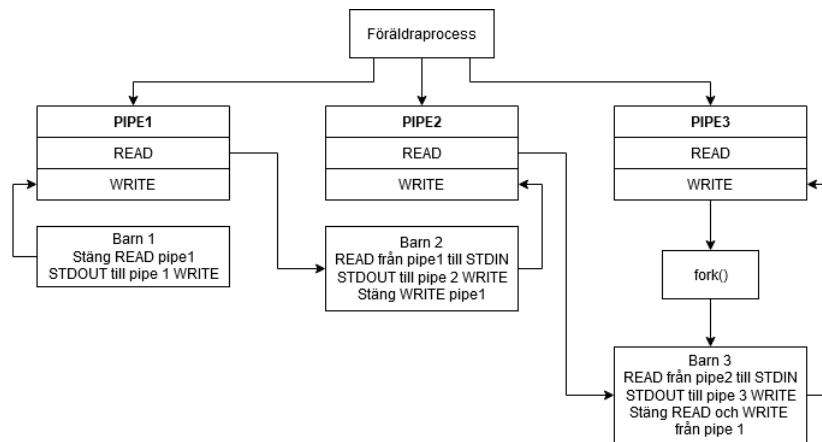 Föräldraprocess
PIPE1
READ
WRITE
Barn 1
Stäng READ pipe1
STDOUT till pipe 1 WRITE
PIPE2
READ
WRITE
Barn 2
READ från pipe1 till STDIN
STDOUT till pipe 2 WRITE
Stäng WRITE pipe1
PIPE3
READ
WRITE
fork()
Barn 3
READ från pipe2 till STDIN
STDOUT till pipe 3 WRITE
Stäng READ och WRITE
från pipe 1